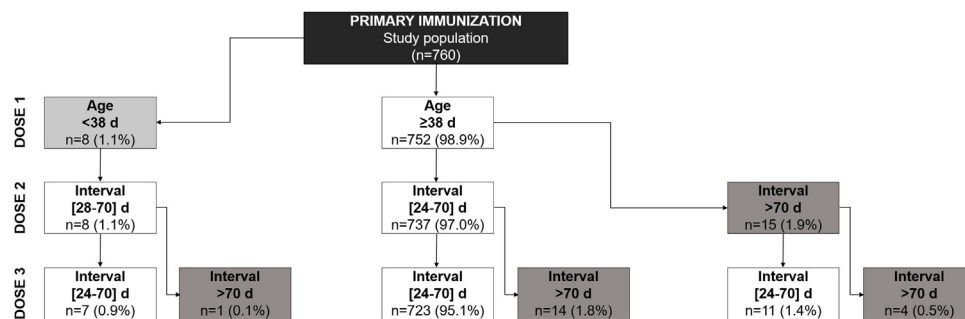 PRIMARY IMMUNIZATION
Study population
(n=760)
DOSE 1
Age
<38 d
n=8 (1.1%)
Age
≥38 d
n=752 (98.9%)
DOSE 2
Interval
[28-70] d
n=8 (1.1%)
Interval
[24-70] d
n=737 (97.0%)
Interval
>70 d
n=15 (1.9%)
DOSE 3
Interval
[24-70] d
n=7 (0.9%)
Interval
>70 d
n=1 (0.1%)
Interval
[24-70] d
n=723 (95.1%)
Interval
>70 d
n=14 (1.8%)
Interval
[24-70] d
n=11 (1.4%)
Interval
>70 d
n=4 (0.5%)